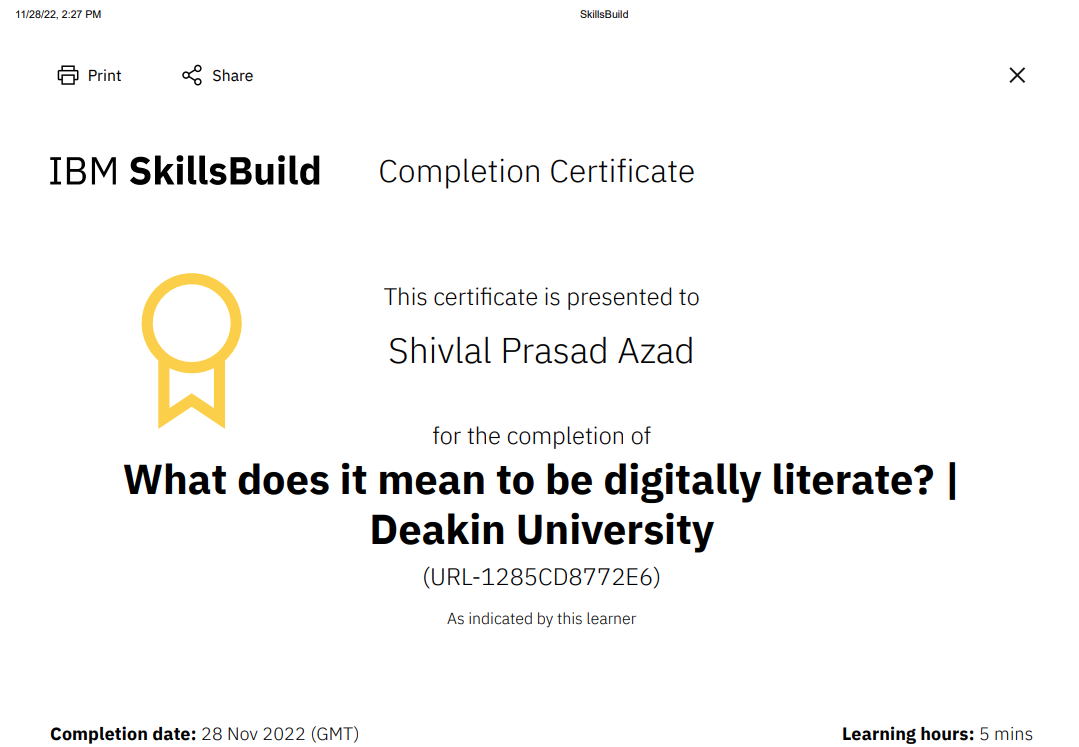 11/28/22, 2:27 PM SkillsBuild
Print Share
IBM SkillsBuild Completion Certificate
This certificate is presented to
Shivlal Prasad Azad
for the completion of
What does it mean to be digitally literate? |
Deakin University
(URL-1285CD8772E6)
As indicated by this learner
Completion date: 28 Nov 2022 (GMT) Learning hours: 5 mins